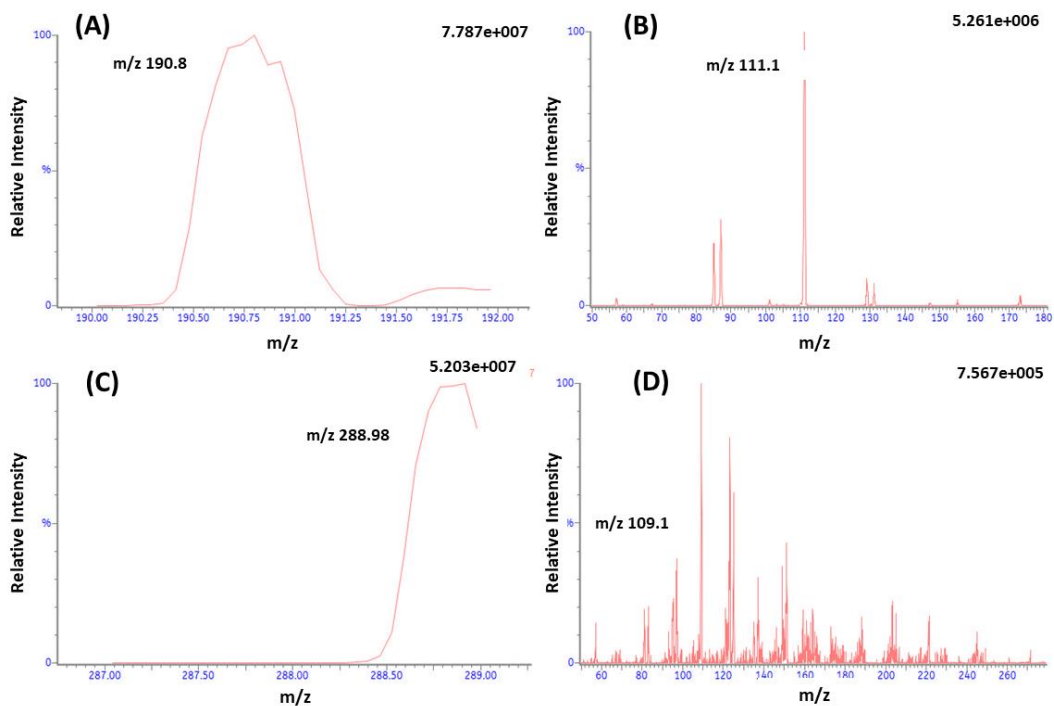 (A)
7.787e+007
m/z 190.8
100
%
0
Relative Intensity
190.00 190.25 190.50 190.75 191.00 191.25 191.50 191.75 192.00
m/z
(B)
5.261e+006
m/z 111.1
100
%
0
Relative Intensity
50 60 70 80 90 100 110 120 130 140 150 160 170 180
m/z
(C)
5.203e+007
7
m/z 288.98
100
%
0
Relative Intensity
287.00 287.50 288.00 288.50 289.00
m/z
(D)
7.567e+005
m/z 109.1
100
%
0
Relative Intensity
60 80 100 120 140 160 180 200 220 240 260
m/z